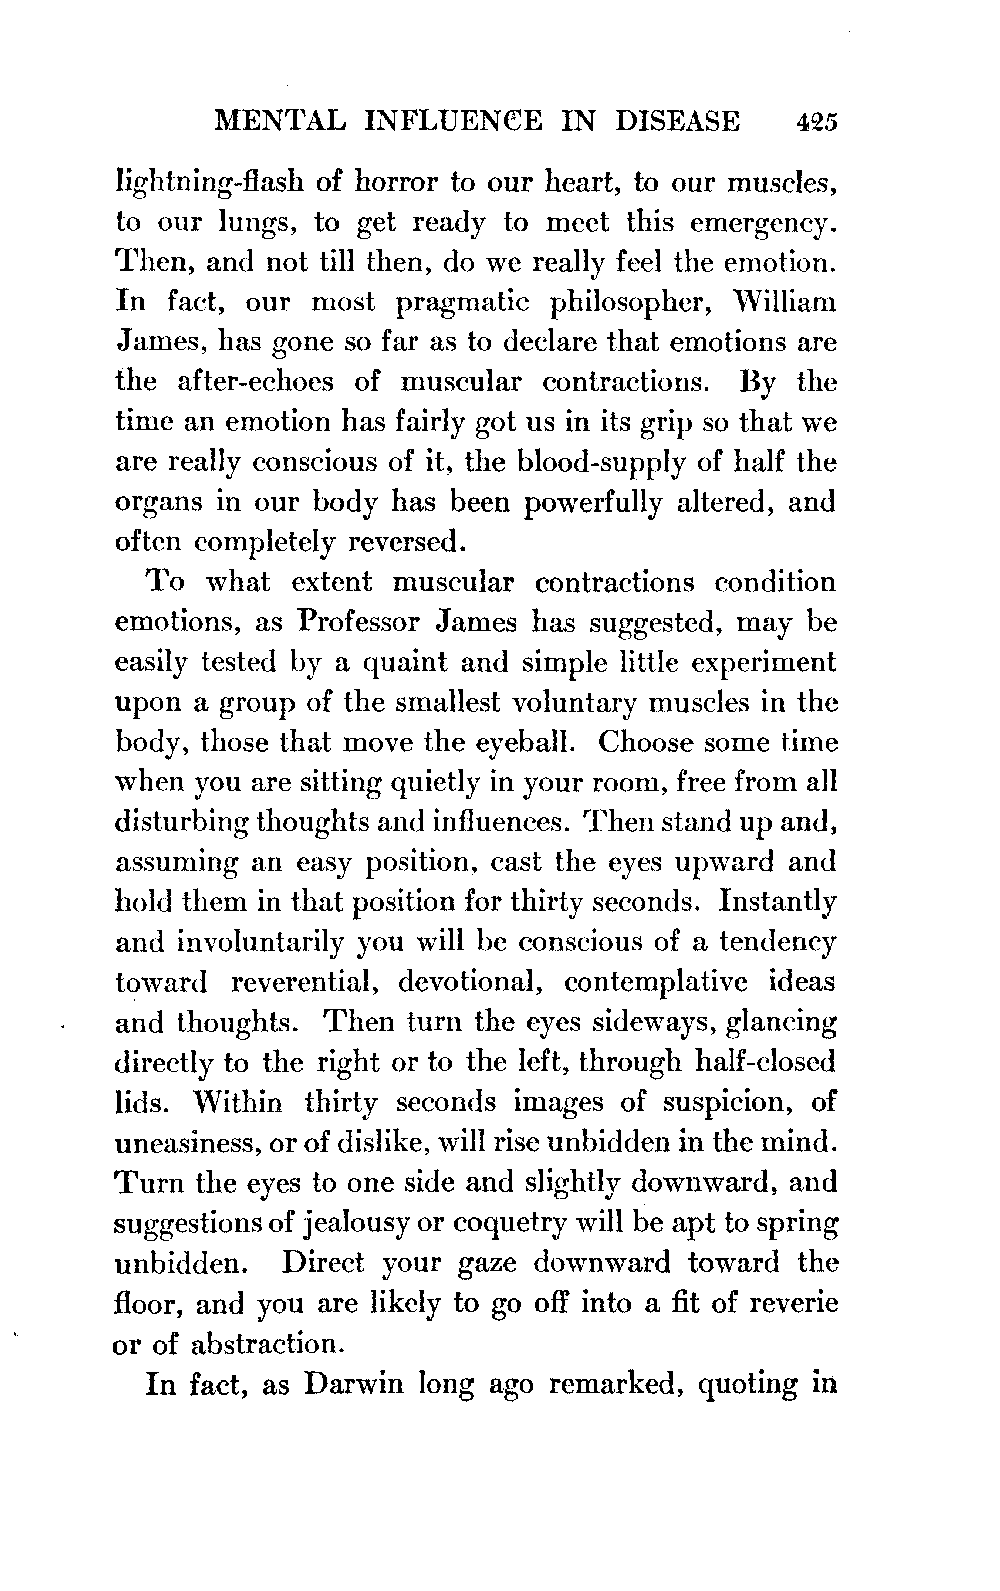 MENTAL INFLUENCE IN DISEASE 425
lightning-flash of horror to our heart, to our muscles,
to our lungs, to get ready to meet this emergency.
Then, and not till then, do we really feel the emotion.
In fact, our most pragmatic philosopher, William
James, has gone so far as to declare that emotions are
the after-echoes of muscular contractions. By the
time an emotion has fairly got us in its grip so that we
are really conscious of it, the blood-supply of half the
organs in our body has been powerfully altered, and
often completely reversed.
To what extent muscular contractions condition
emotions, as Professor James has suggested, may be
easily tested by a quaint and simple little experiment
upon a group of the smallest voluntary muscles in the
body, those that move the eyeball. Choose some time
when you are sitting quietly in your room, free from all
disturbing thoughts and influences. Then stand up and,
assuming an easy position, cast the eyes upward and
hold them in that position for thirty seconds. Instantly
and involuntarily you will be conscious of a tendency
toward reverential, devotional, contemplative ideas
and thoughts. Then turn the eyes sideways, glancing
directly to the right or to the left, through half-closed
lids. Within thirty seconds images of suspicion, of
uneasiness, or of dislike, will rise unbidden in the mind.
Turn the eyes to one side and slightly downward, and
suggestions of jealousy or coquetry will be apt to spring
unbidden. Direct your gaze downward toward the
floor, and you are likely to go off into a fit of reverie
or of abstraction.
In fact, as Darwin long ago remarked, quoting in